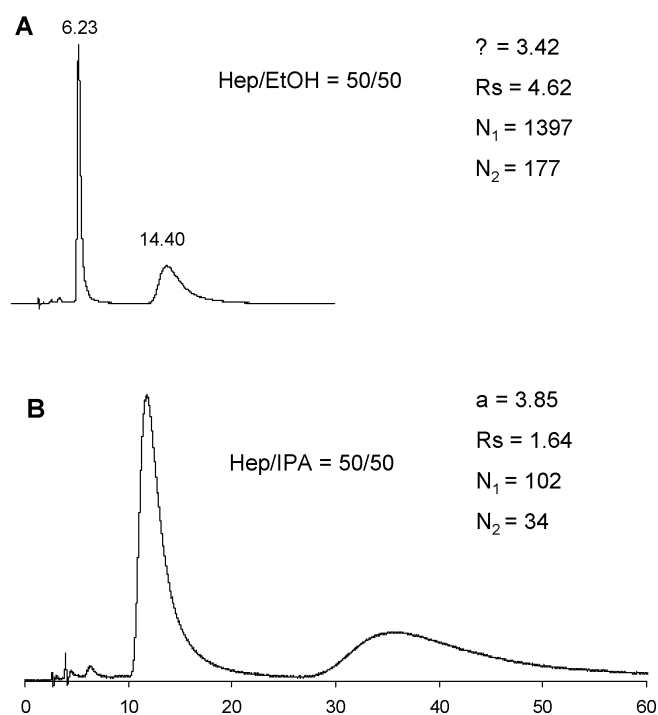 A
6.23
Hep/EtOH = 50/50
? = 3.42
Rs = 4.62
N₁ = 1397
N₂ = 177
14.40
B
Hep/IPA = 50/50
a = 3.85
Rs = 1.64
N₁ = 102
N₂ = 34
0 10 20 30 40 50 60